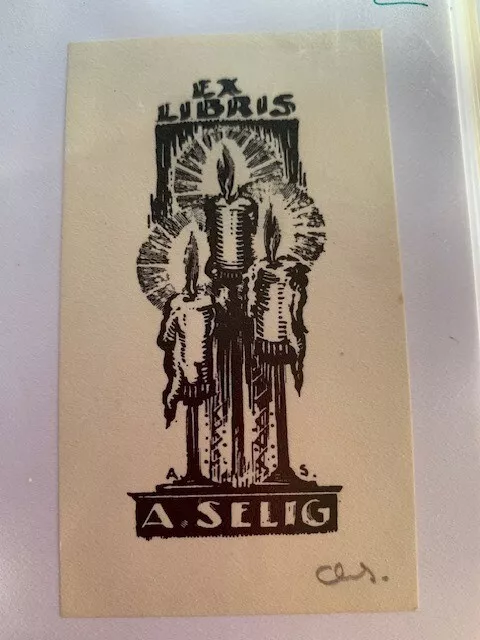 EX
LIBRIS
A. S.
A. SELIG